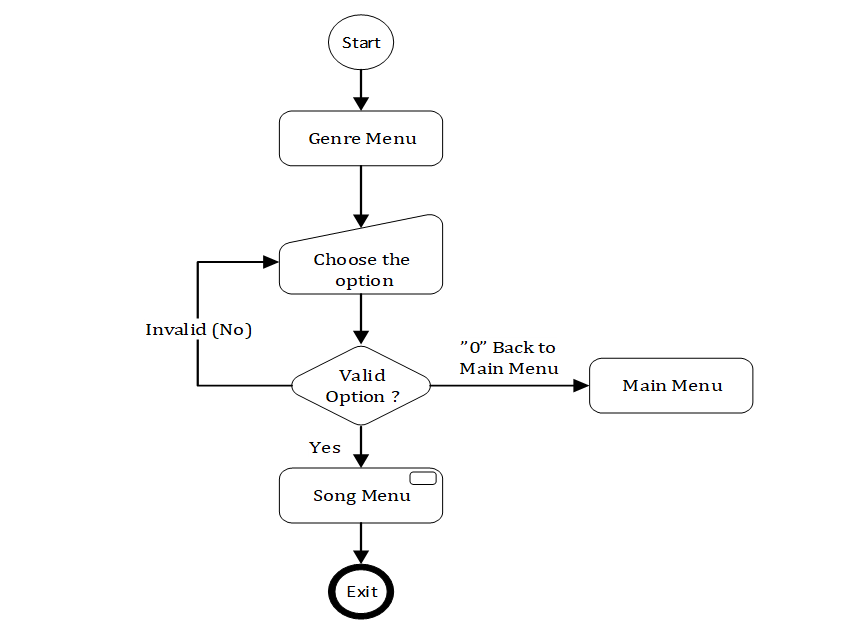 Start
Genre Menu
Choose the
option
Invalid (No)
Valid
Option ?
”0” Back to
Main Menu
Main Menu
Yes
Song Menu
Exit